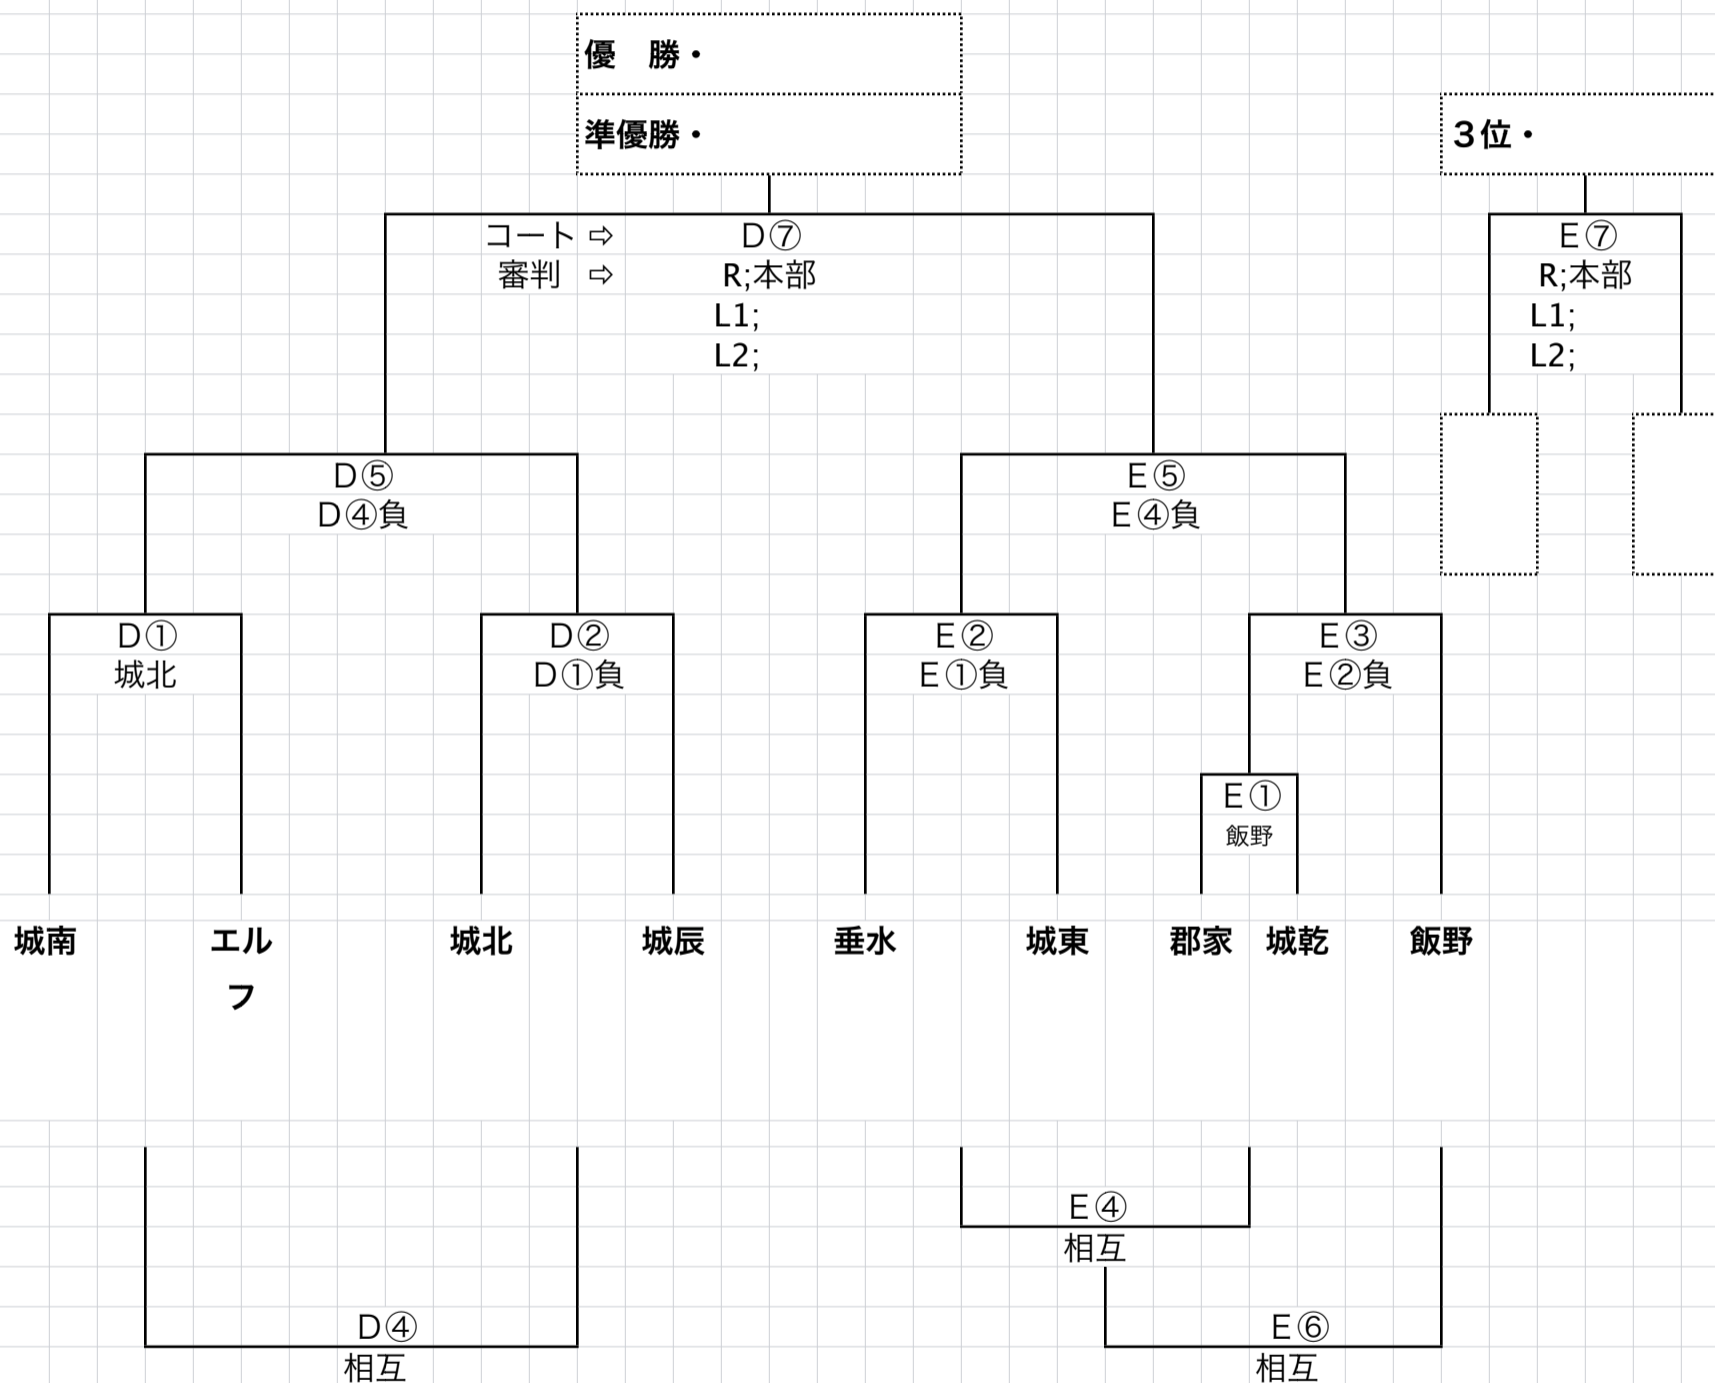 優　勝・
準優勝・
３位・
コート ⇨ Ｄ⑦
審判 ⇨ R;本部
L1;
L2;
Ｅ⑦
R;本部
L1;
L2;
Ｄ⑤
Ｄ④負
Ｅ⑤
Ｅ④負
Ｄ①
城北
Ｄ②
Ｄ①負
Ｅ②
Ｅ①負
Ｅ③
Ｅ②負
Ｅ①
飯野
城南
エル
フ
城北
城辰
垂水
城東
郡家
城乾
飯野
Ｅ④
相互
Ｄ④
相互
Ｅ⑥
相互